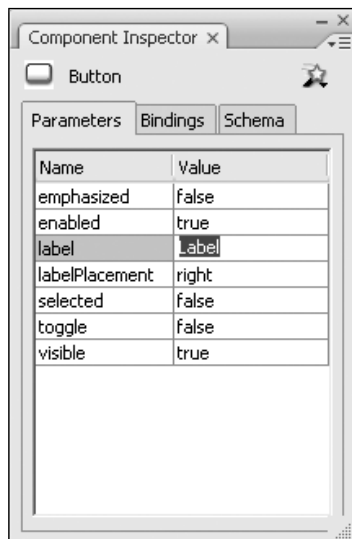 Component Inspector ×
Button
Parameters Bindings Schema
Name Value
emphasized false
enabled true
label Label
labelPlacement right
selected false
toggle false
visible true